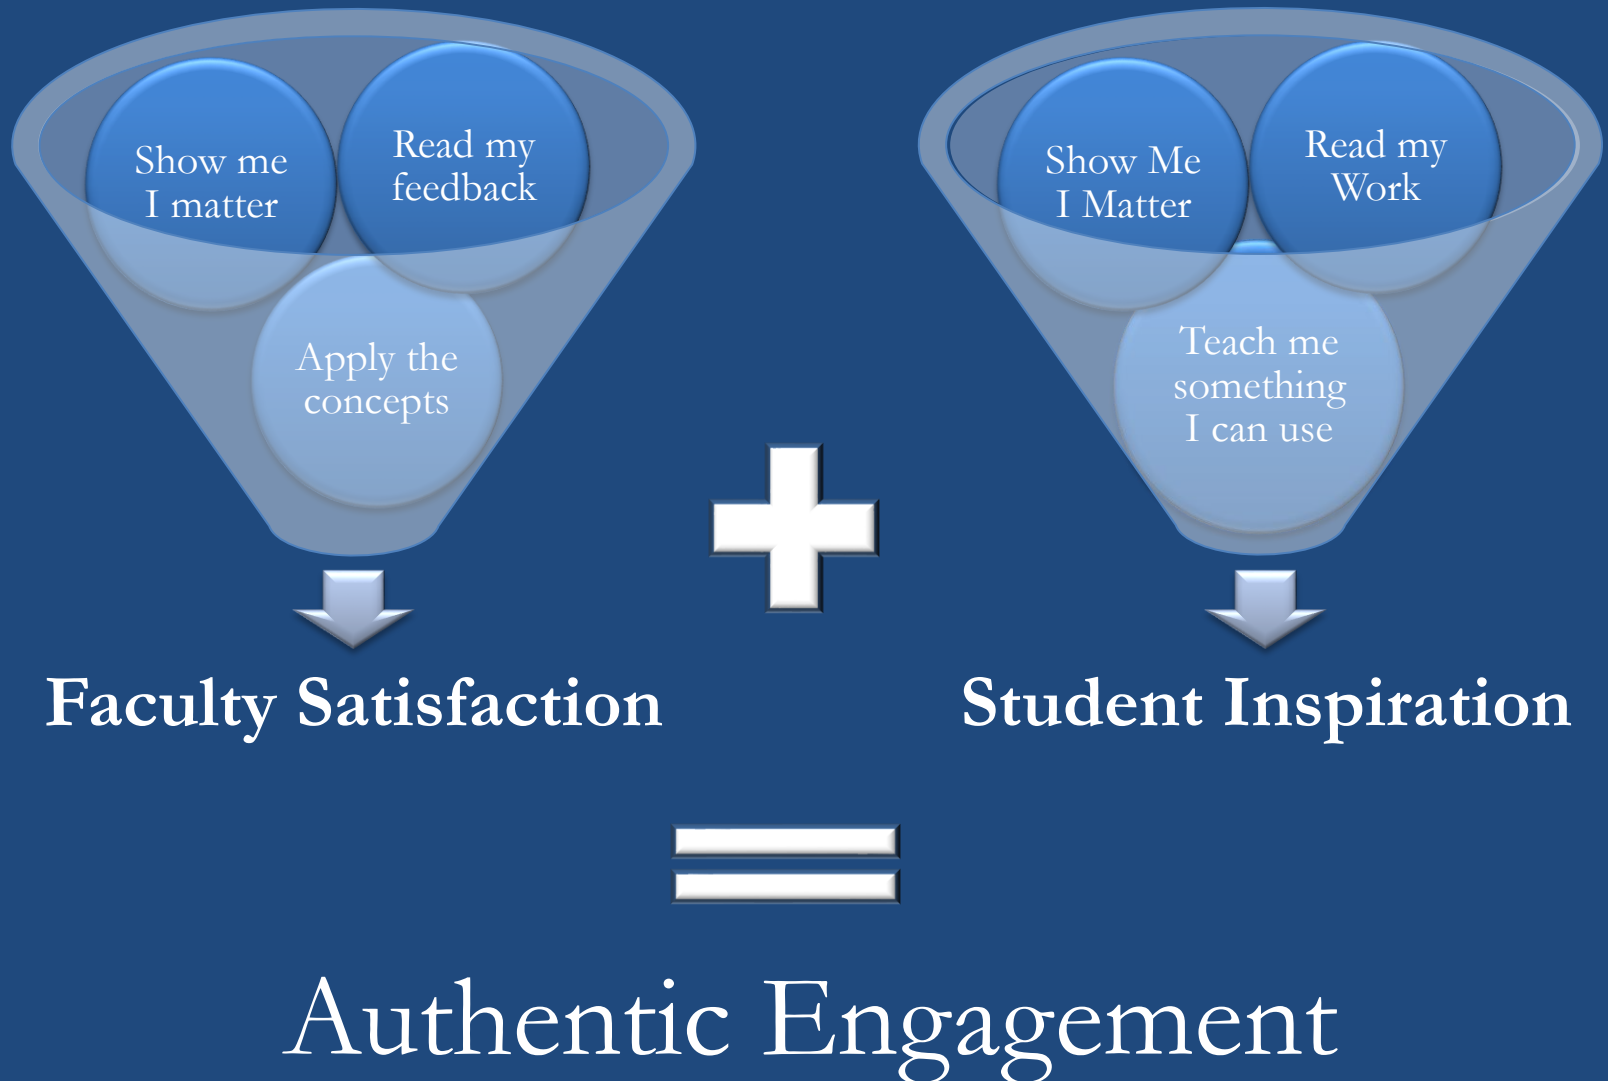 Show me
I matter
Read my
feedback
Apply the
concepts
Show Me
I Matter
Read my
Work
Teach me
something
I can use
Faculty Satisfaction
Student Inspiration
Authentic Engagement